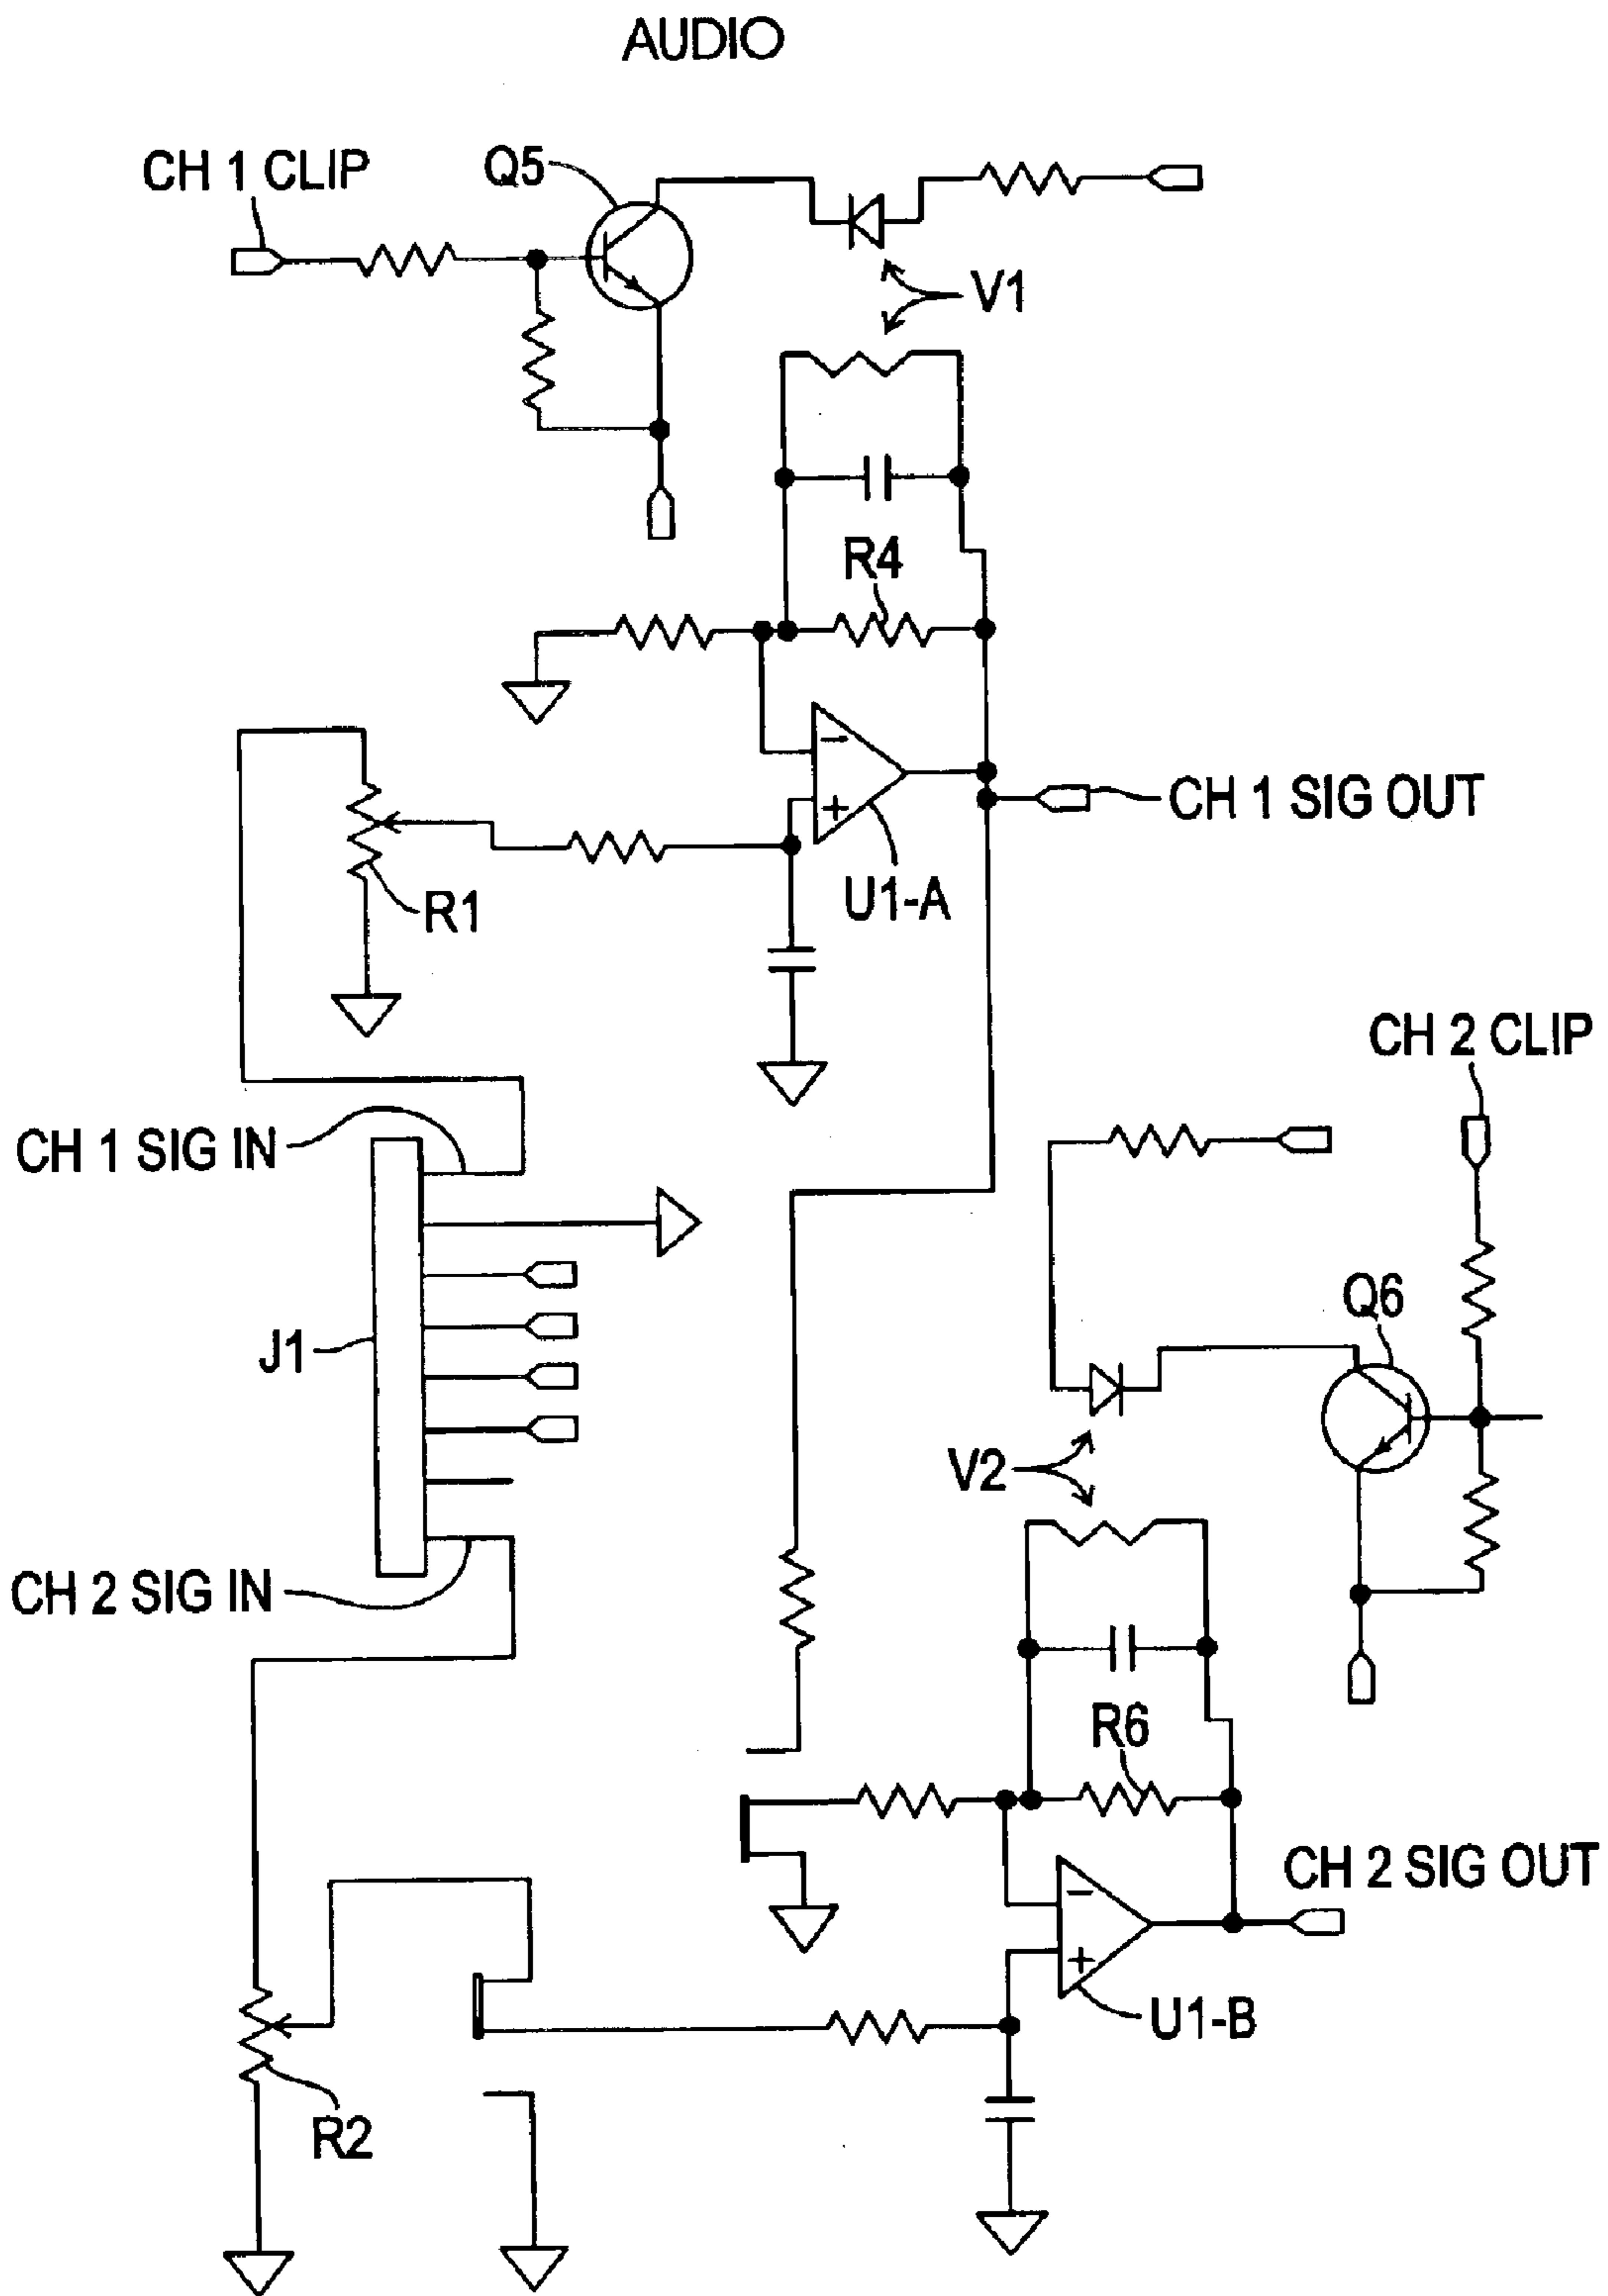 AUDIO
CH 1 CLIP
Q5
V1
R4
CH 1 SIG OUT
U1-A
R1
CH 2 CLIP
CH 1 SIG IN
Q6
J1
V2
CH 2 SIG IN
R6
CH 2 SIG OUT
U1-B
R2